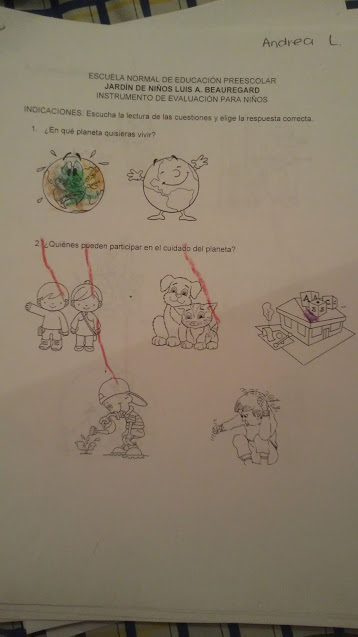 Andrea L.
ESCUELA NORMAL DE EDUCACIÓN PREESCOLAR
JARDÍN DE NIÑOS LUIS A. BEAUREGARD
INSTRUMENTO DE EVALUACIÓN PARA NIÑOS
INDICACIONES: Escucha la lectura de las cuestiones y elige la respuesta correcta.
1. ¿En qué planeta quisieras vivir?
2. ¿Quiénes pueden participar en el cuidado del planeta?